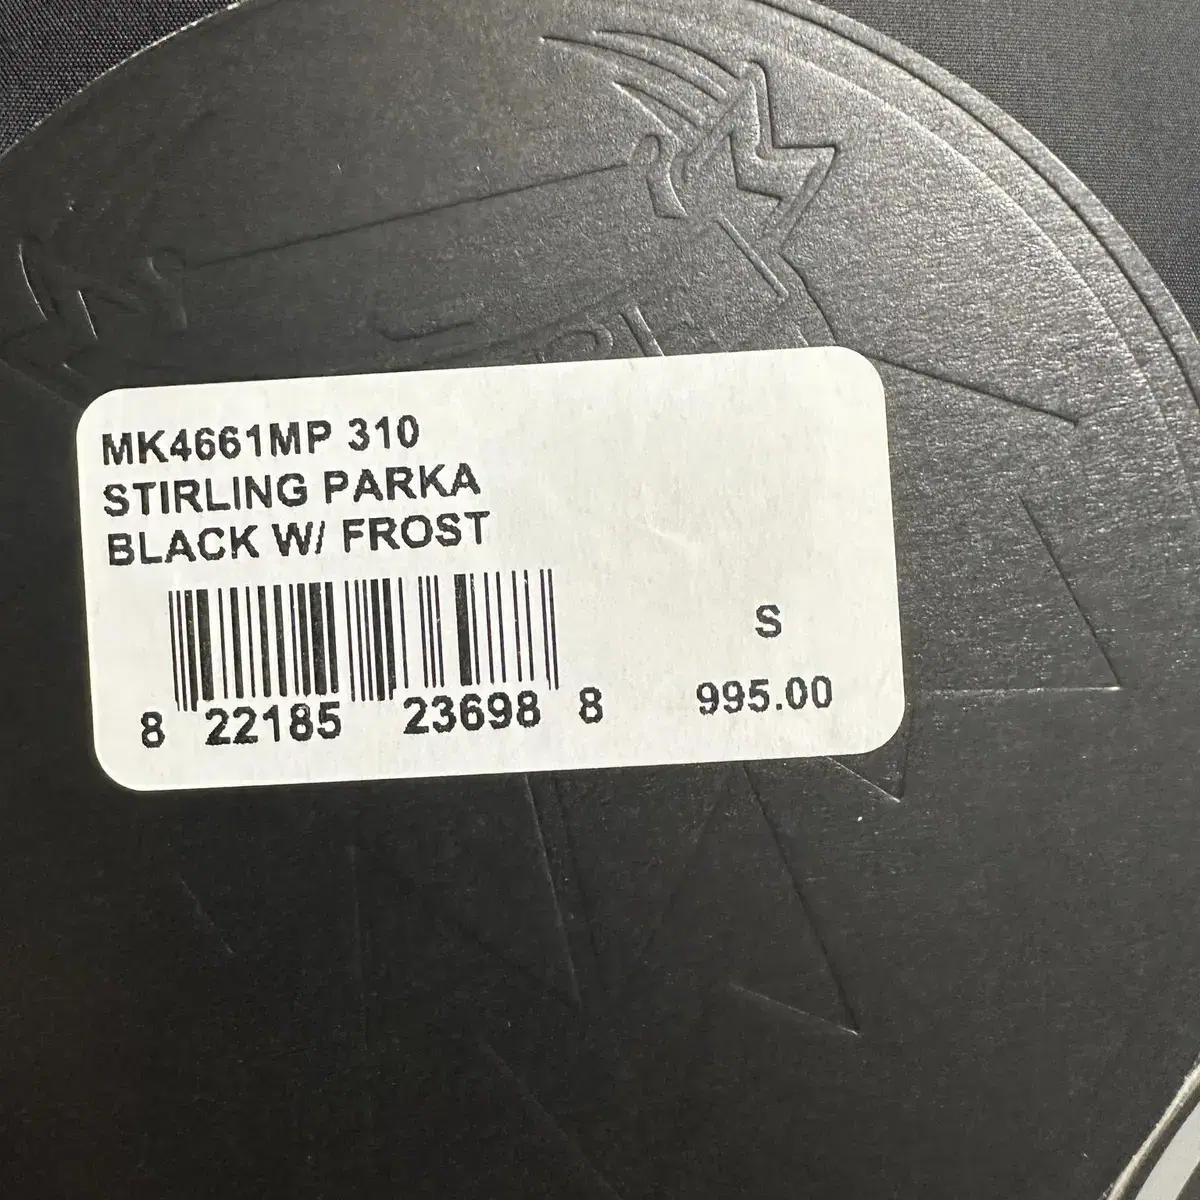 MK4661MP 310
STIRLING PARKA
BLACK W/ FROST
S
8 22185 23698 8
995.00